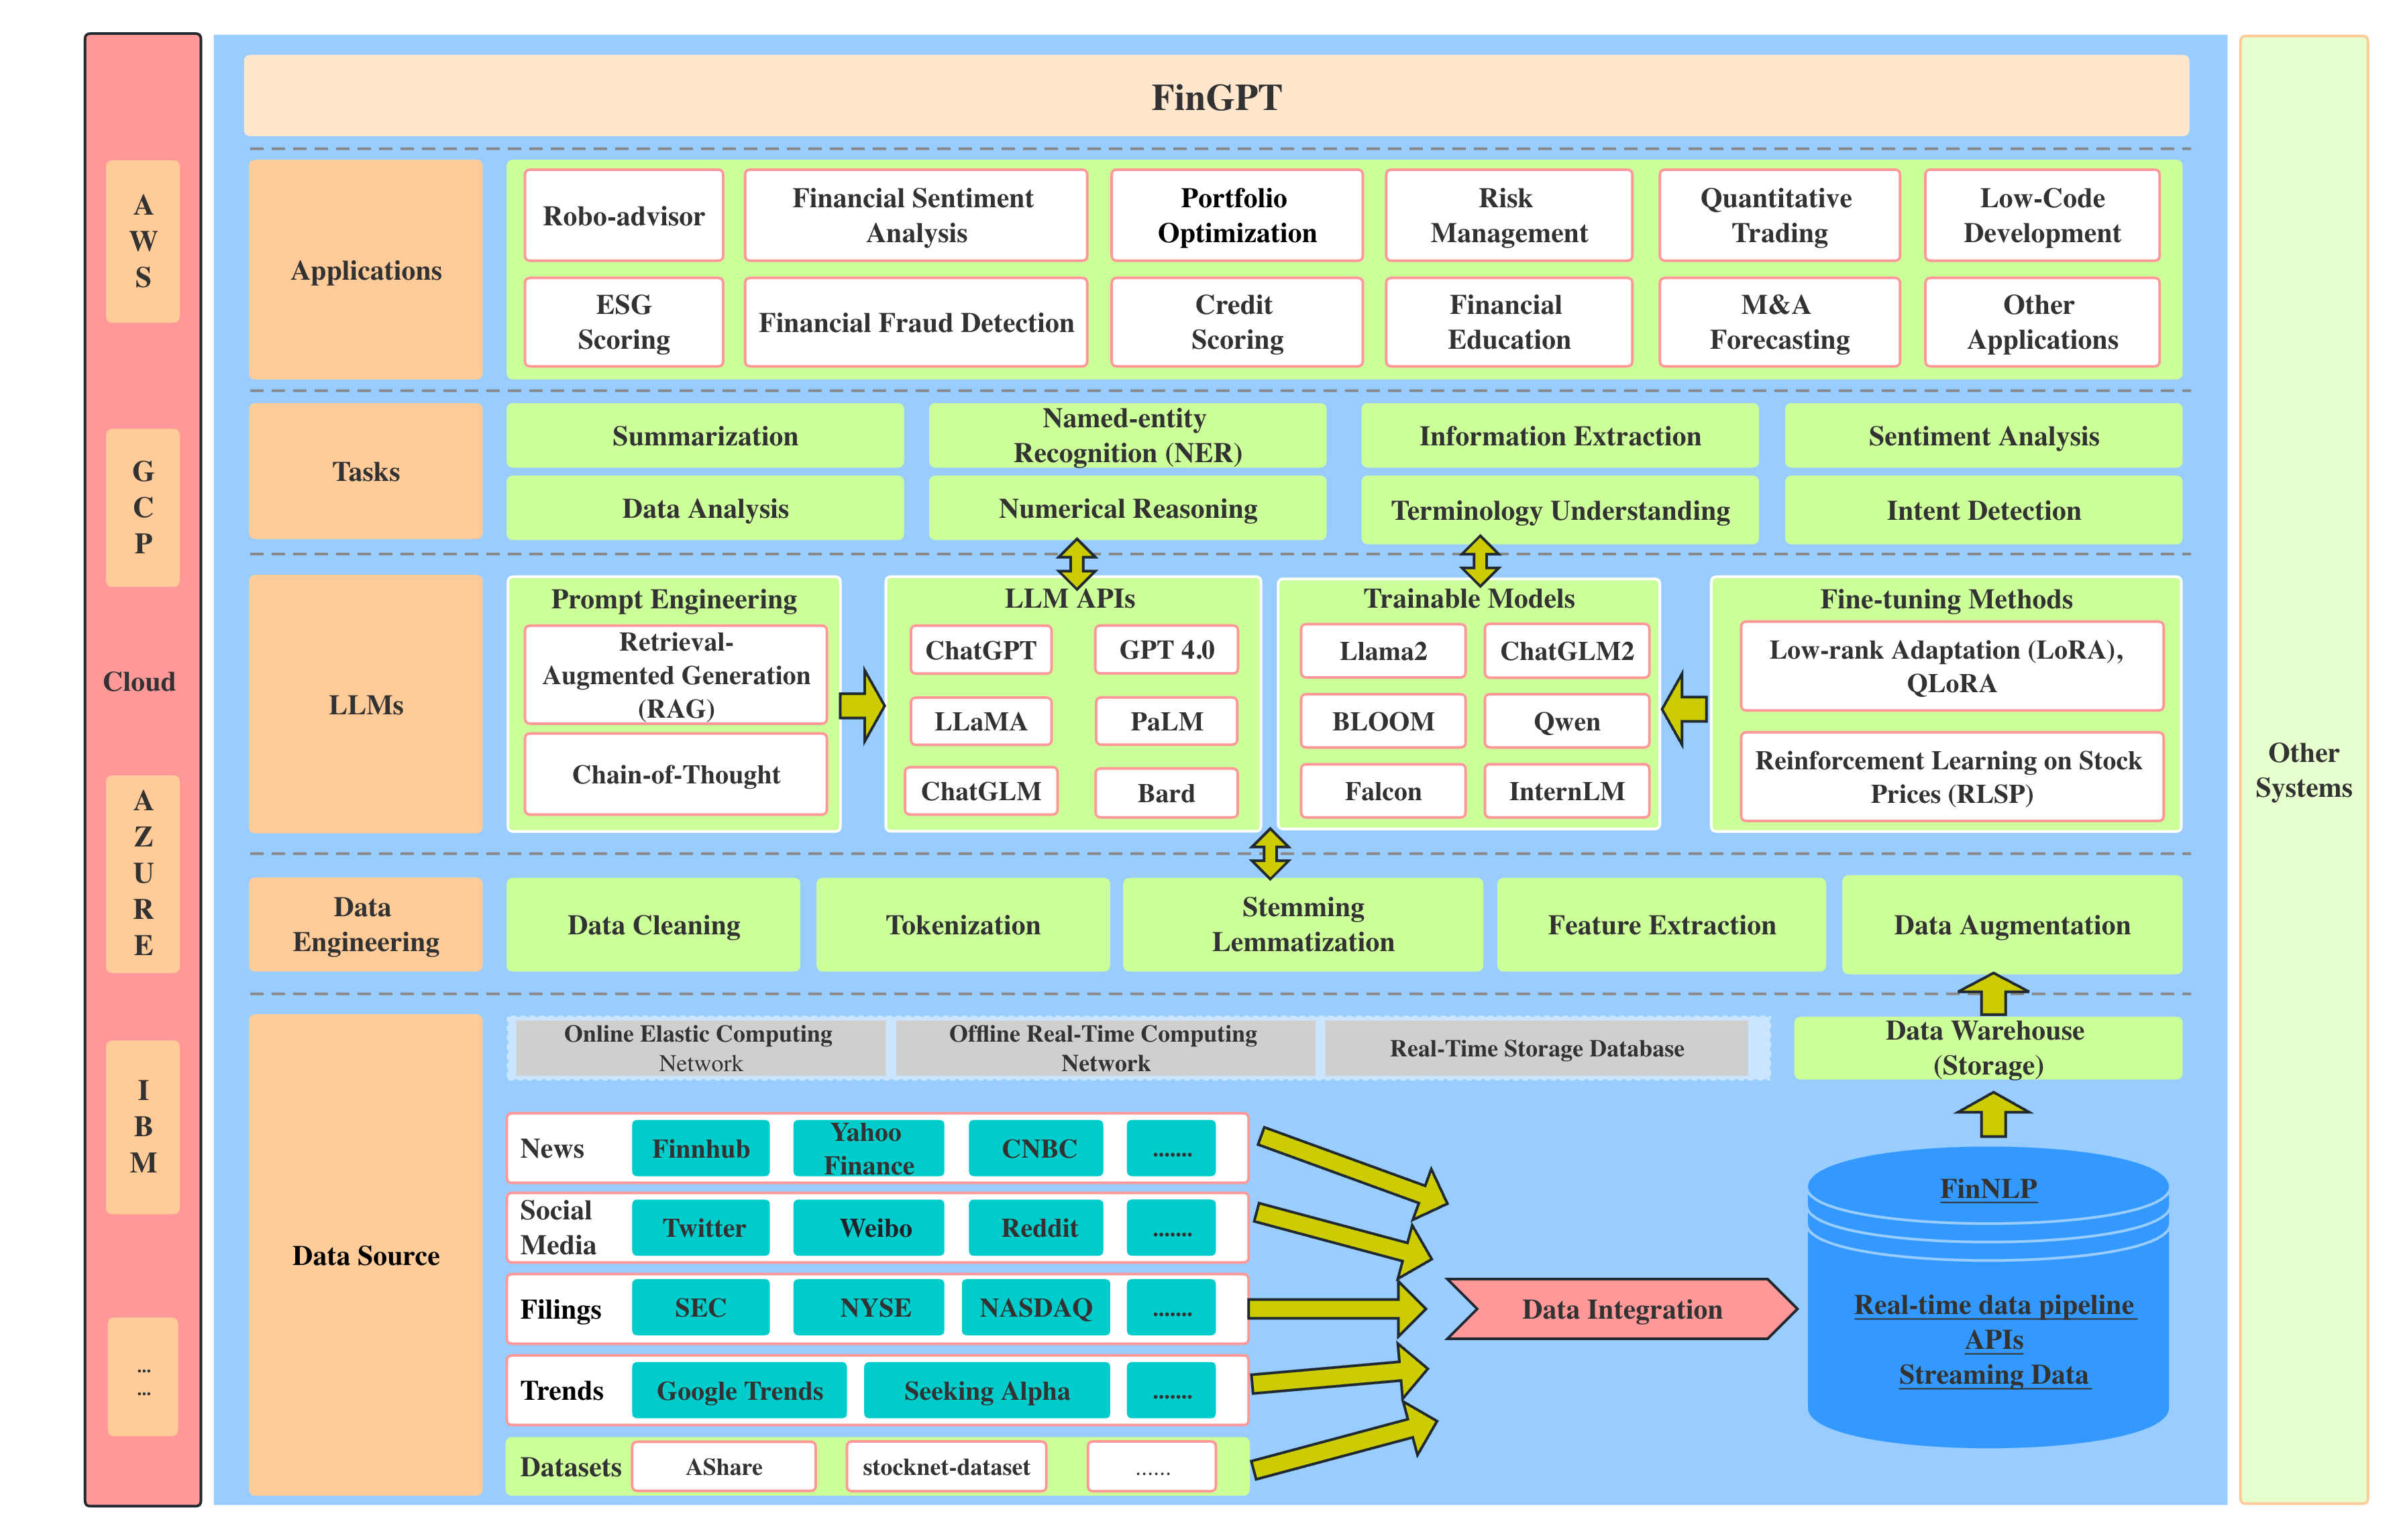 FinGPT
A
W
S
G
C
P
Cloud
A
Z
U
R
E
I
B
M
...
...
Applications
Robo-advisor
Financial Sentiment
Analysis
Portfolio
Optimization
Risk
Management
Quantitative
Trading
Low-Code
Development
ESG
Scoring
Financial Fraud Detection
Credit
Scoring
Financial
Education
M&A
Forecasting
Other
Applications
Tasks
Summarization
Named-entity
Recognition (NER)
Information Extraction
Sentiment Analysis
Data Analysis
Numerical Reasoning
Terminology Understanding
Intent Detection
LLMs
Prompt Engineering
Retrieval-
Augmented Generation
(RAG)
Chain-of-Thought
LLM APIs
ChatGPT
GPT 4.0
LLaMA
PaLM
ChatGLM
Bard
Trainable Models
Llama2
ChatGLM2
BLOOM
Qwen
Falcon
InternLM
Fine-tuning Methods
Low-rank Adaptation (LoRA),
QLoRA
Reinforcement Learning on Stock
Prices (RLSP)
Data
Engineering
Data Cleaning
Tokenization
Stemming
Lemmatization
Feature Extraction
Data Augmentation
Data Source
Online Elastic Computing
Network
Offline Real-Time Computing
Network
Real-Time Storage Database
Data Warehouse
(Storage)
News
Finnhub
Yahoo
Finance
CNBC
.......
Social
Media
Twitter
Weibo
Reddit
.......
Filings
SEC
NYSE
NASDAQ
.......
Trends
Google Trends
Seeking Alpha
.......
Datasets
AShare
stocknet-dataset
......
Data Integration
FinNLP
Real-time data pipeline
APIs
Streaming Data
Other
Systems